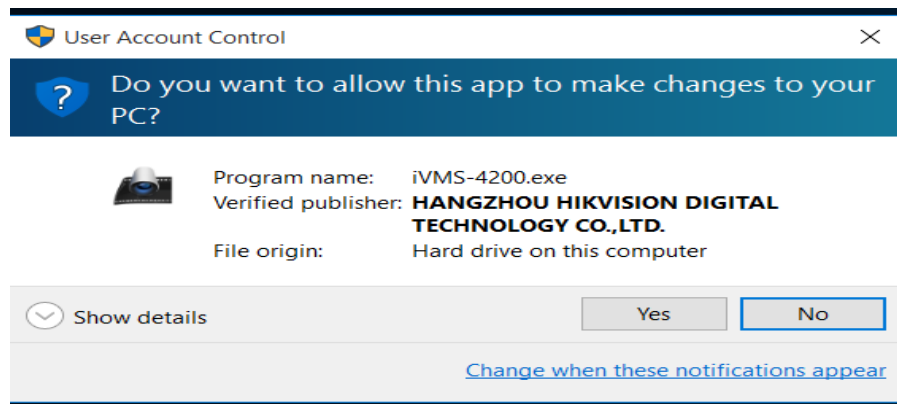 User Account Control
Do you want to allow this app to make changes to your
PC?
Program name: iVMS-4200.exe
Verified publisher: HANGZHOU HIKVISION DIGITAL
TECHNOLOGY CO.,LTD.
File origin: Hard drive on this computer
Show details
Yes
No
Change when these notifications appear